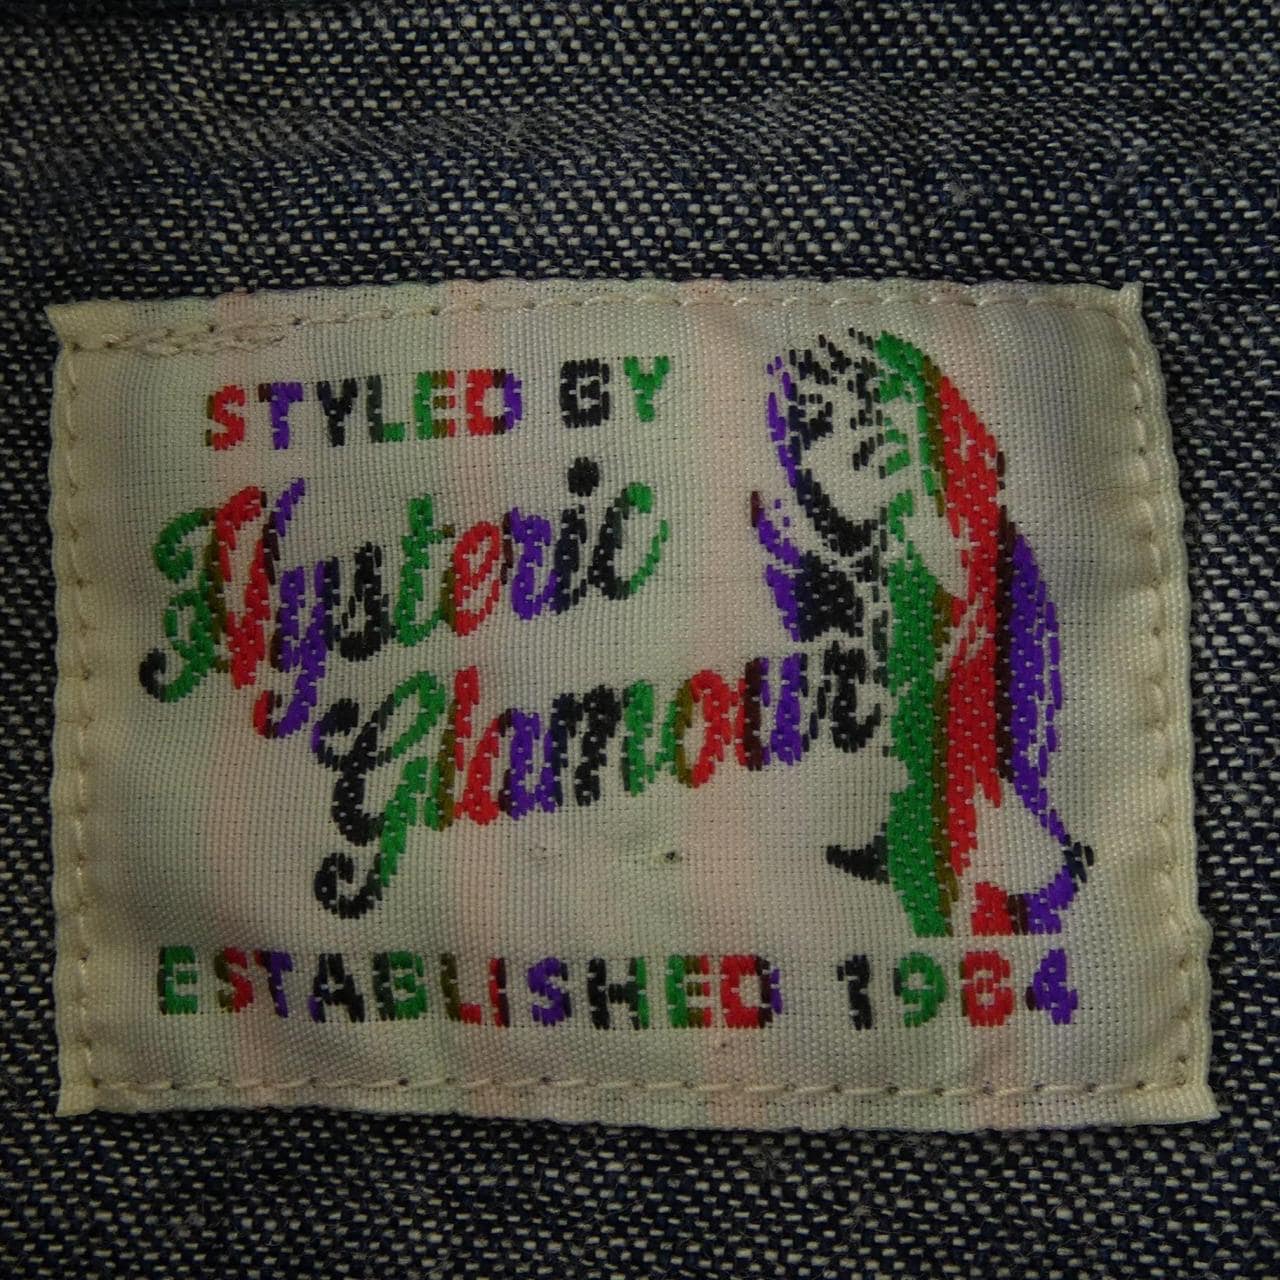 STYLED BY
Hysteric
Glamour
ESTABLISHED 1984